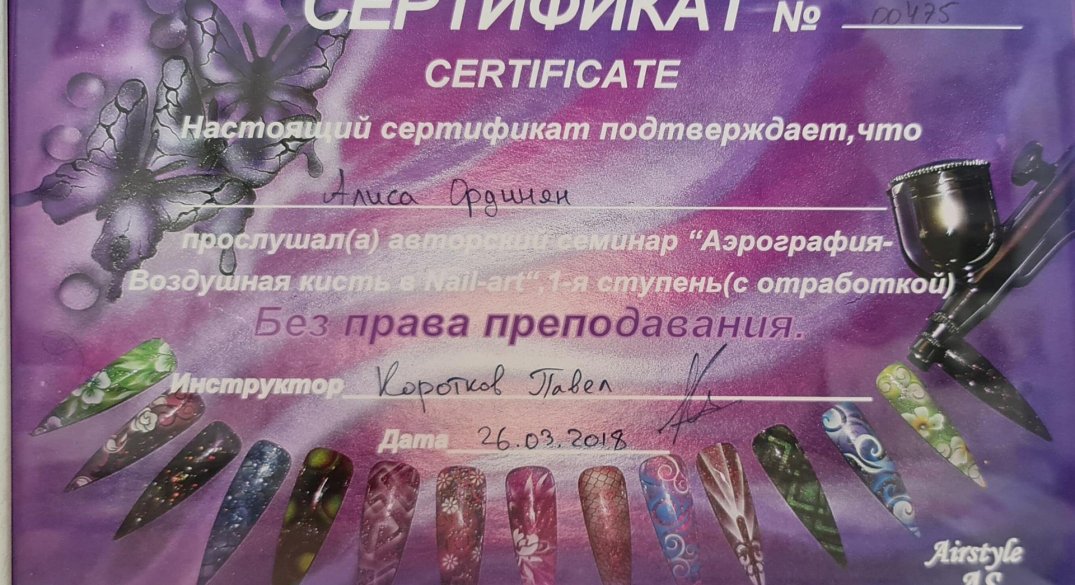 СЕРТИФИКАТ № 00475
CERTIFICATE
Настоящий сертификат подтверждает,что
Алиса Ординян
прослушал(а) авторский семинар “Аэрография-
Воздушная кисть в Nail-art“,1-я ступень(с отработкой)
Без права преподавания.
Инструктор Коротков Павел
Дата 26.03.2018
Airstyle